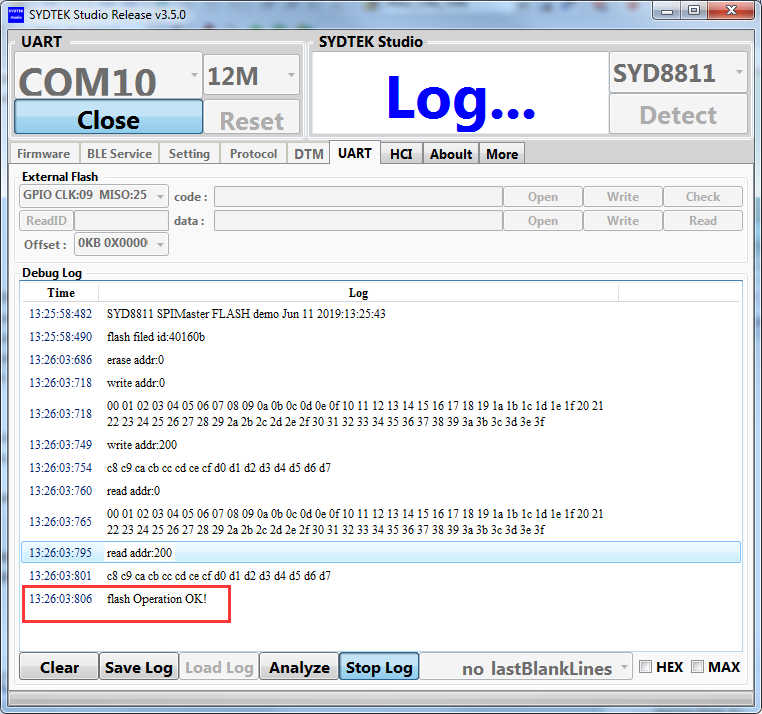 SYDTEK Studio Release v3.5.0
UART
SYDTEK Studio
COM10
12M
Log...
SYD8811
Close
Reset
Detect
Firmware
BLE Service
Setting
Protocol
DTM
UART
HCI
Aboult
More
External Flash
GPIO CLK:09 MISO:25
code :
Open
Write
Check
ReadID
data :
Open
Write
Read
Offset :
0KB 0X0000
Debug Log
Time
Log
13:25:58:482 SYD8811 SPIMaster FLASH demo Jun 11 2019:13:25:43
13:25:58:490 flash filed id:40160b
13:26:03:686 erase addr:0
13:26:03:718 write addr:0
13:26:03:718 00 01 02 03 04 05 06 07 08 09 0a 0b 0c 0d 0e 0f 10 11 12 13 14 15 16 17 18 19 1a 1b 1c 1d 1e 1f 20 21
22 23 24 25 26 27 28 29 2a 2b 2c 2d 2e 2f 30 31 32 33 34 35 36 37 38 39 3a 3b 3c 3d 3e 3f
13:26:03:749 write addr:200
13:26:03:754 c8 c9 ca cb cc cd ce cf d0 d1 d2 d3 d4 d5 d6 d7
13:26:03:760 read addr:0
13:26:03:765 00 01 02 03 04 05 06 07 08 09 0a 0b 0c 0d 0e 0f 10 11 12 13 14 15 16 17 18 19 1a 1b 1c 1d 1e 1f 20 21
22 23 24 25 26 27 28 29 2a 2b 2c 2d 2e 2f 30 31 32 33 34 35 36 37 38 39 3a 3b 3c 3d 3e 3f
13:26:03:795 read addr:200
13:26:03:801 c8 c9 ca cb cc cd ce cf d0 d1 d2 d3 d4 d5 d6 d7
13:26:03:806 flash Operation OK!
Clear
Save Log
Load Log
Analyze
Stop Log
no lastBlankLines
HEX
MAX